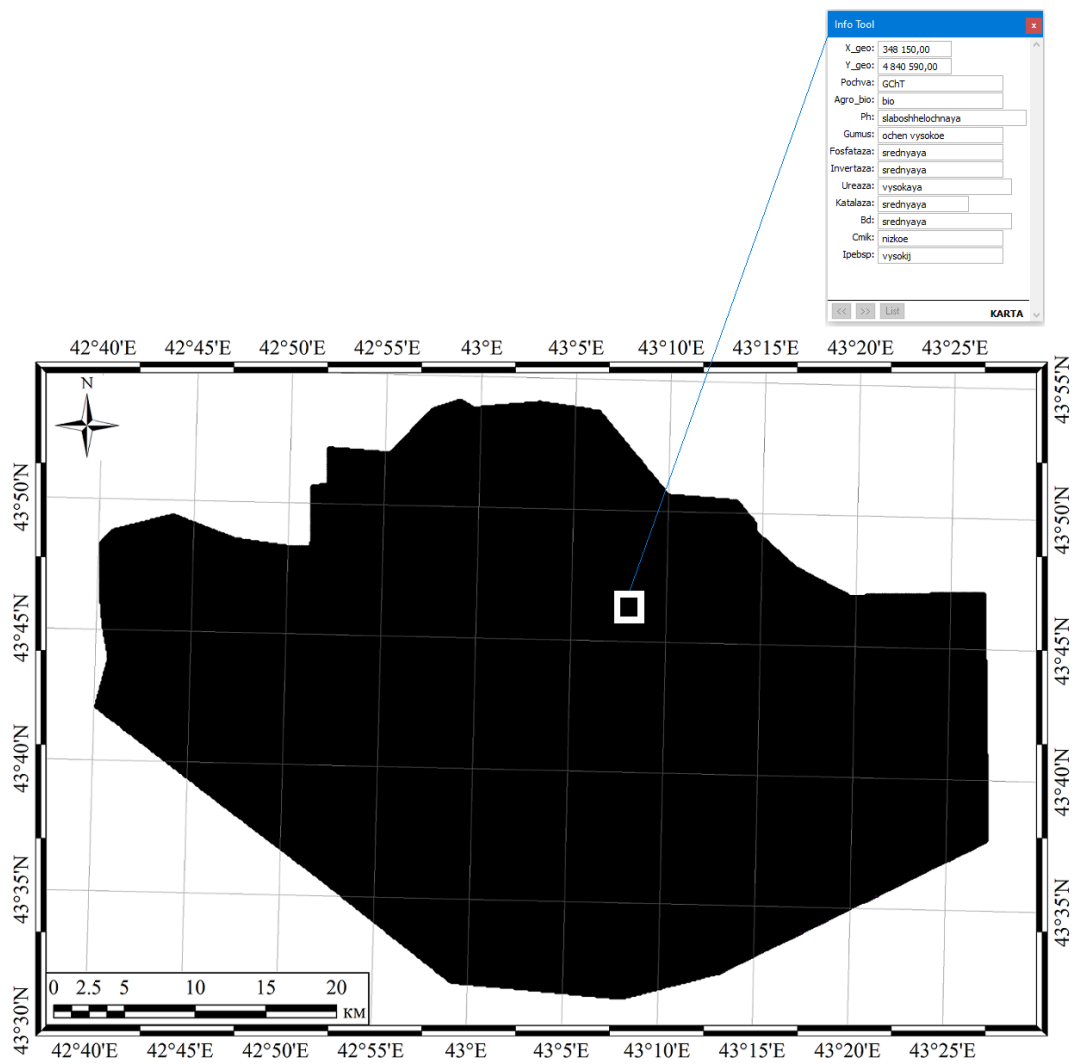 Info Tool x
X_geo: 348 150,00
Y_geo: 4 840 590,00
Pochva: GChT
Agro_bio: bio
Ph: slaboshhelochnaya
Gumus: ochen vysokoe
Fosfataza: srednyaya
Invertaza: srednyaya
Ureaza: vysokaya
Katalaza: srednyaya
Bd: srednyaya
Cmik: nizkoe
Ipebsp: vysokij
<< >> List KARTA
42°40'E 42°45'E 42°50'E 42°55'E 43°E 43°5'E 43°10'E 43°15'E 43°20'E 43°25'E
N
43°55'N
43°50'N 43°50'N
43°45'N 43°45'N
43°40'N 43°40'N
43°35'N 43°35'N
43°30'N
0 2.5 5 10 15 20
КМ
42°40'E 42°45'E 42°50'E 42°55'E 43°E 43°5'E 43°10'E 43°15'E 43°20'E 43°25'E